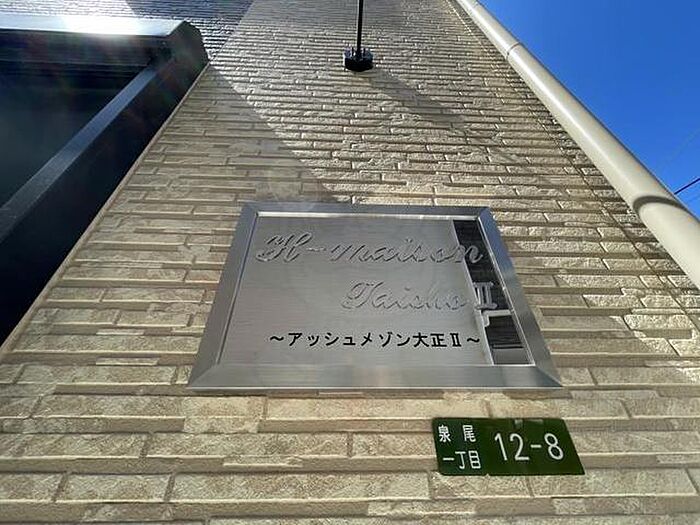 H-maison
Taisho Ⅱ
～アッシュメゾン大正Ⅱ～
泉尾
一丁目 12-8